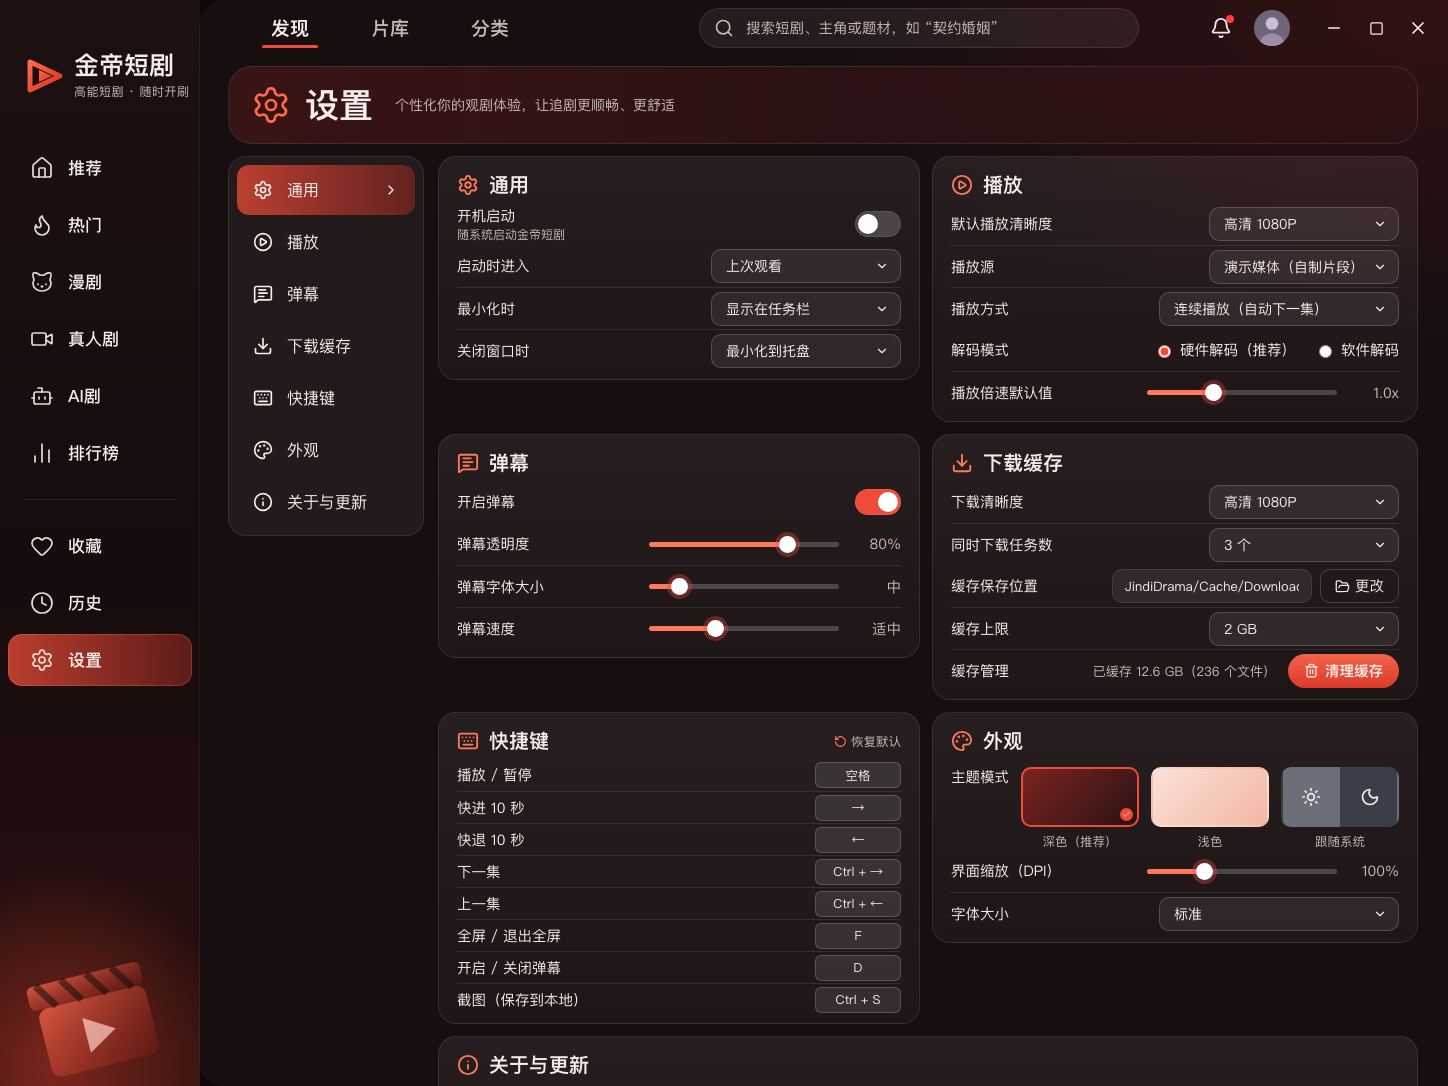 金帝短剧
高能短剧 · 随时开刷
推荐
热门
漫剧
真人剧
AI剧
排行榜
收藏
历史
设置
发现 片库 分类
搜索短剧、主角或题材，如“契约婚姻”
设置 个性化你的观剧体验，让追剧更顺畅、更舒适
通用
播放
弹幕
下载缓存
快捷键
外观
关于与更新
通用
开机启动
随系统启动金帝短剧
启动时进入 上次观看
最小化时 显示在任务栏
关闭窗口时 最小化到托盘
播放
默认播放清晰度 高清 1080P
播放源 演示媒体（自制片段）
播放方式 连续播放（自动下一集）
解码模式 硬件解码（推荐） 软件解码
播放倍速默认值 1.0x
弹幕
开启弹幕
弹幕透明度 80%
弹幕字体大小 中
弹幕速度 适中
下载缓存
下载清晰度 高清 1080P
同时下载任务数 3 个
缓存保存位置 JindiDrama/Cache/Downloac 更改
缓存上限 2 GB
缓存管理 已缓存 12.6 GB（236 个文件） 清理缓存
快捷键 恢复默认
播放 / 暂停 空格
快进 10 秒 →
快退 10 秒 ←
下一集 Ctrl + →
上一集 Ctrl + ←
全屏 / 退出全屏 F
开启 / 关闭弹幕 D
截图（保存到本地） Ctrl + S
外观
主题模式
深色（推荐） 浅色 跟随系统
界面缩放（DPI） 100%
字体大小 标准
关于与更新